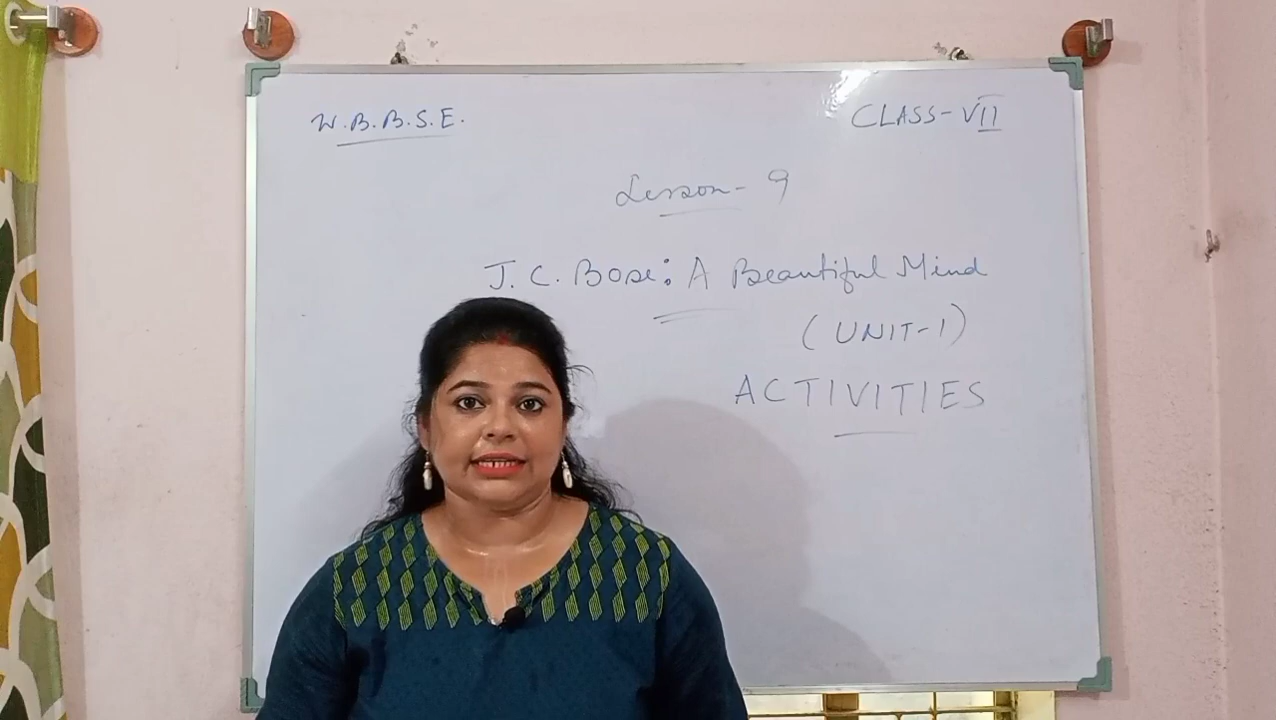 W.B.B.S.E.
CLASS-VII
Lesson-9
J.C. Bose: A Beautiful Mind
(UNIT-1)
ACTIVITIES